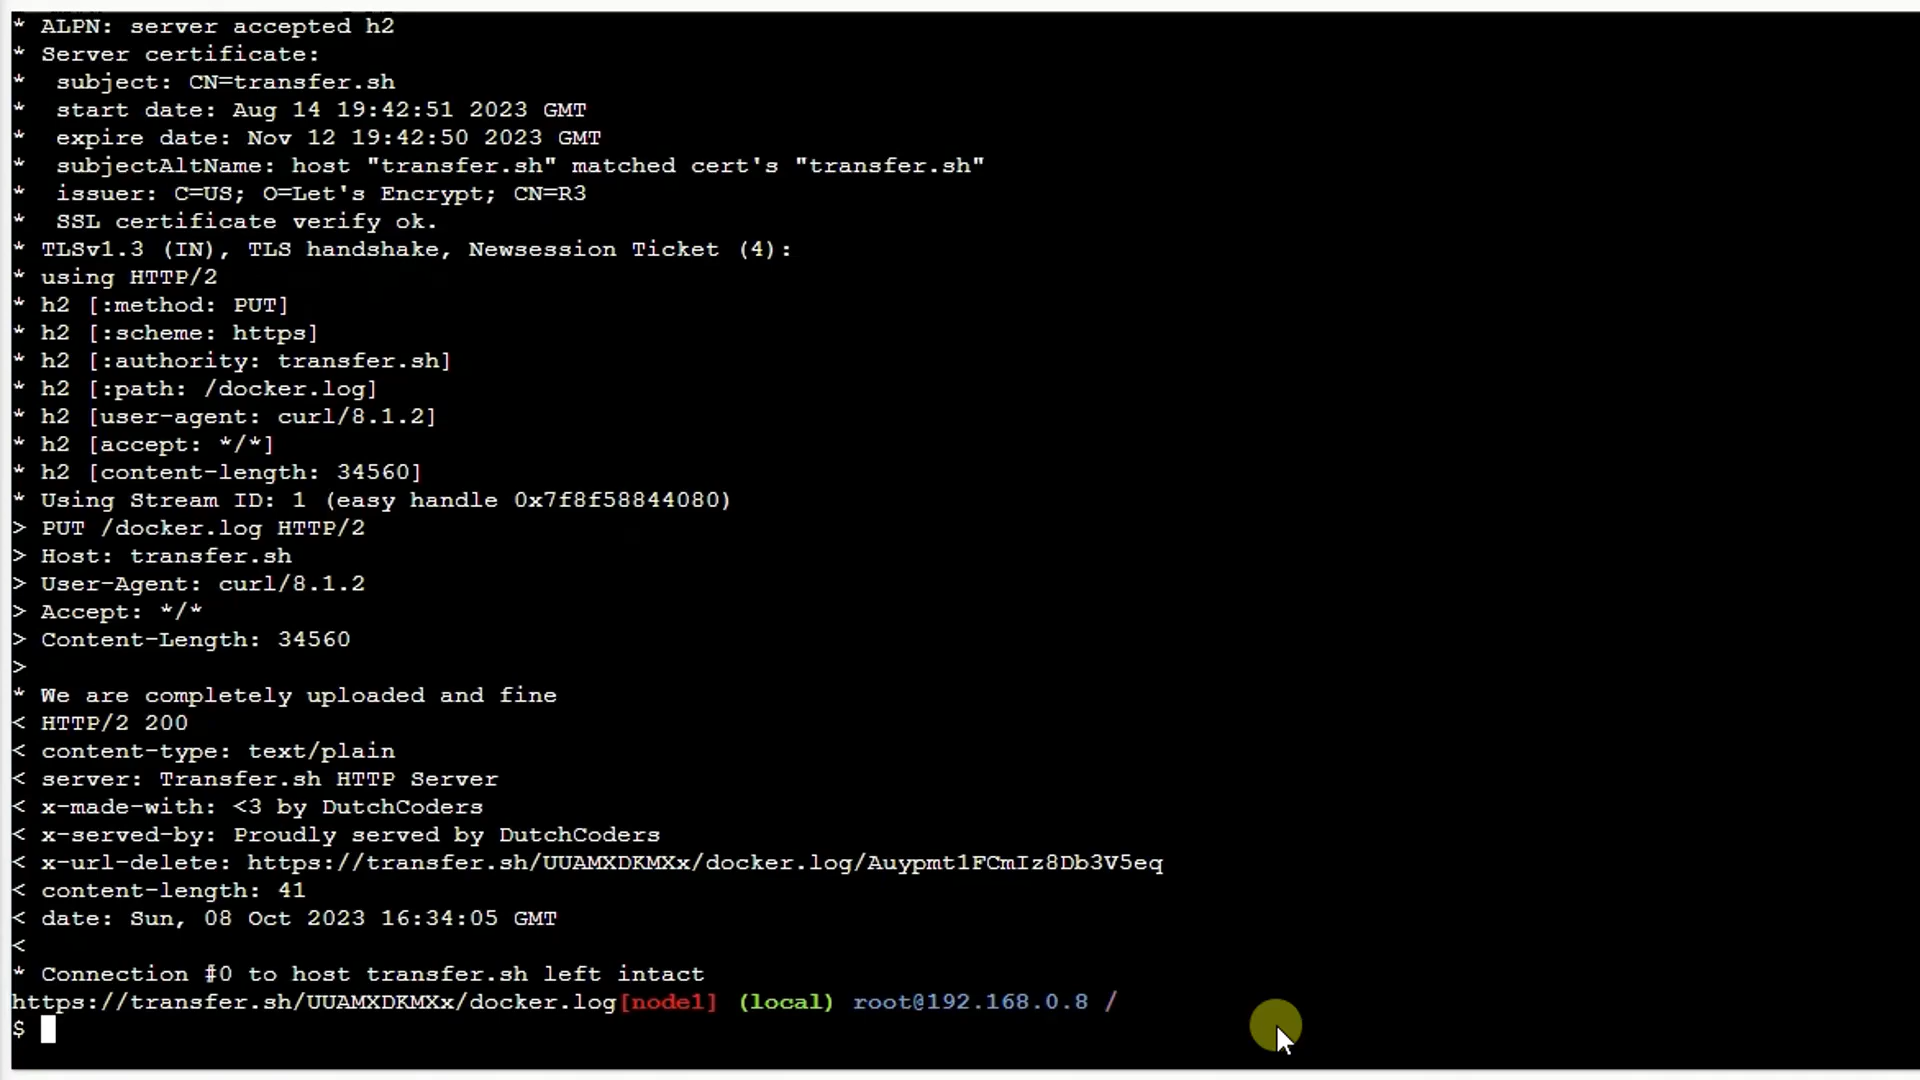 * ALPN: server accepted h2
* Server certificate:
*  subject: CN=transfer.sh
*  start date: Aug 14 19:42:51 2023 GMT
*  expire date: Nov 12 19:42:50 2023 GMT
*  subjectAltName: host "transfer.sh" matched cert's "transfer.sh"
*  issuer: C=US; O=Let's Encrypt; CN=R3
*  SSL certificate verify ok.
* TLSv1.3 (IN), TLS handshake, Newsession Ticket (4):
* using HTTP/2
* h2 [:method: PUT]
* h2 [:scheme: https]
* h2 [:authority: transfer.sh]
* h2 [:path: /docker.log]
* h2 [user-agent: curl/8.1.2]
* h2 [accept: */*]
* h2 [content-length: 34560]
* Using Stream ID: 1 (easy handle 0x7f8f58844080)
> PUT /docker.log HTTP/2
> Host: transfer.sh
> User-Agent: curl/8.1.2
> Accept: */*
> Content-Length: 34560
>
* We are completely uploaded and fine
< HTTP/2 200
< content-type: text/plain
< server: Transfer.sh HTTP Server
< x-made-with: <3 by DutchCoders
< x-served-by: Proudly served by DutchCoders
< x-url-delete: https://transfer.sh/UUAMXDKMXx/docker.log/Auypmt1FCmIz8Db3V5eq
< content-length: 41
< date: Sun, 08 Oct 2023 16:34:05 GMT
<
* Connection #0 to host transfer.sh left intact
https://transfer.sh/UUAMXDKMXx/docker.log[node1] (local) root@192.168.0.8 /
$